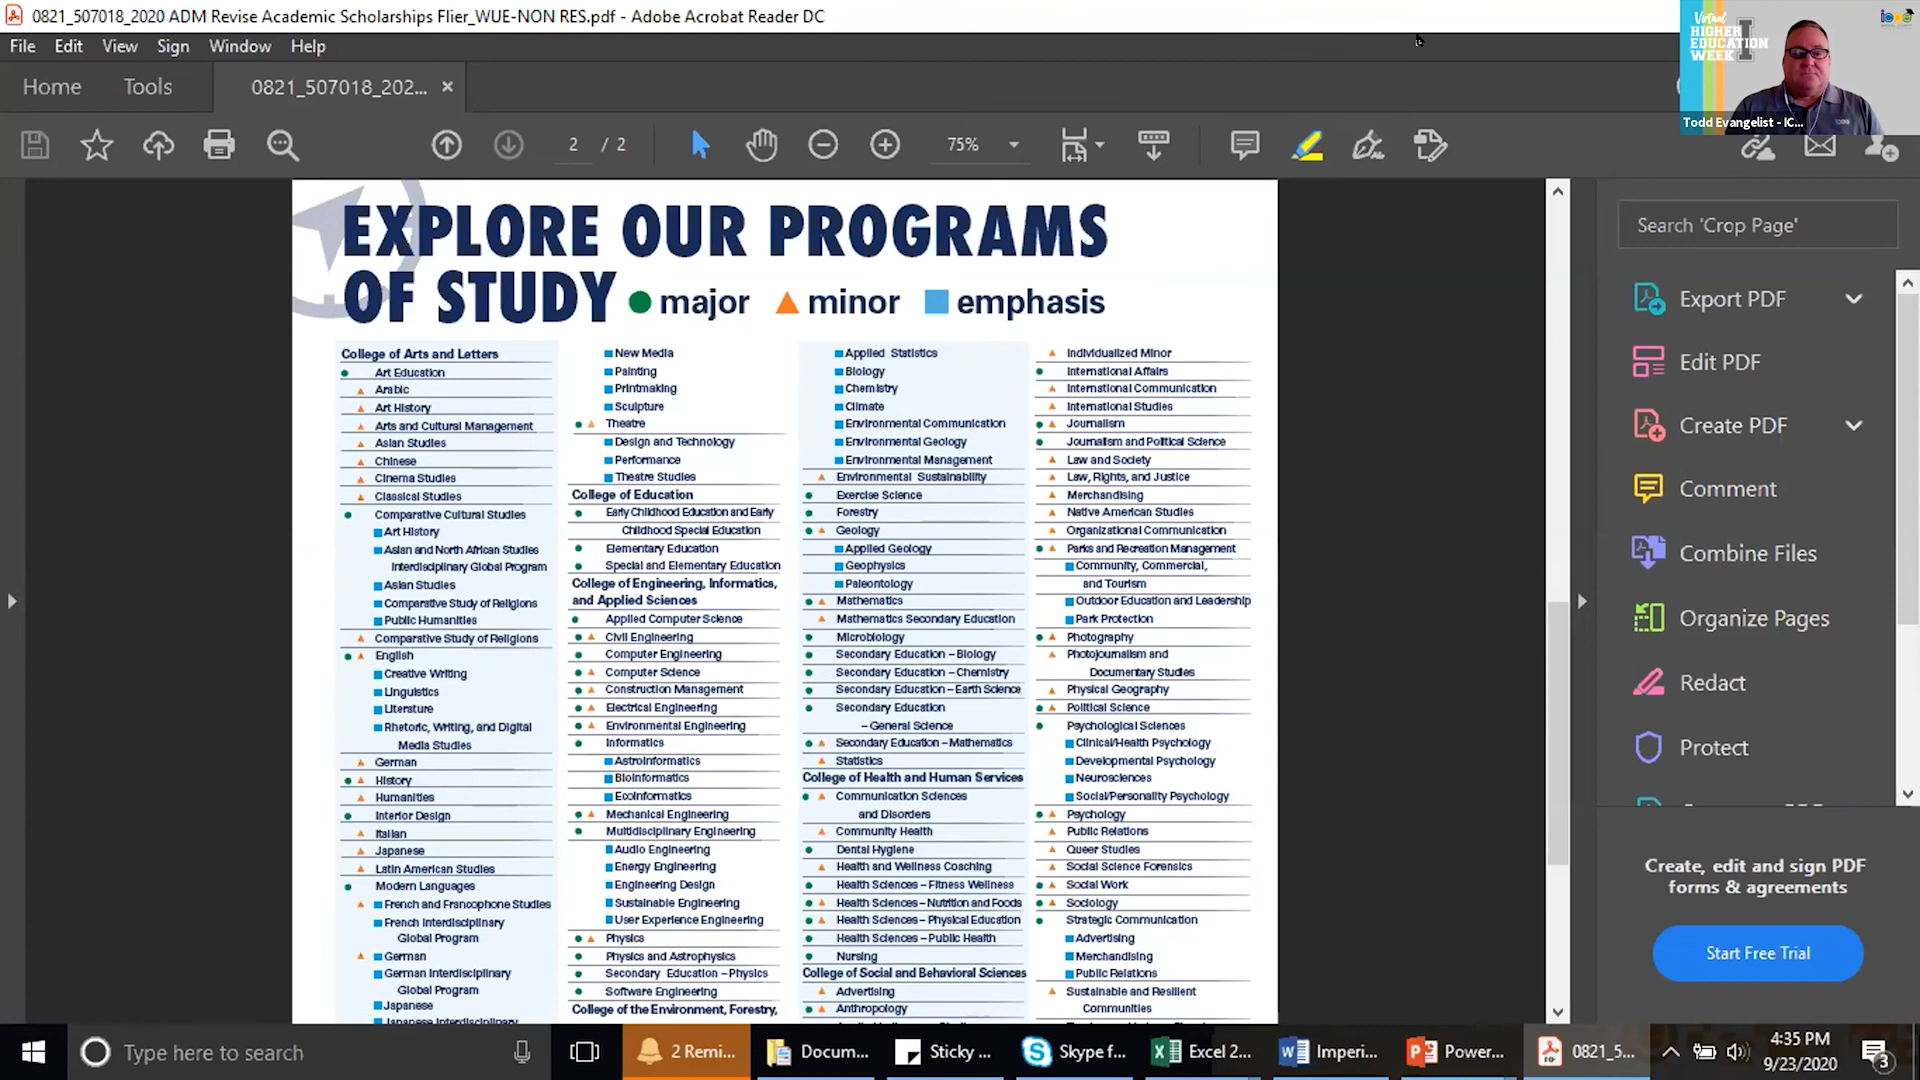 0821_507018_2020 ADM Revise Academic Scholarships Flier_WUE-NON RES.pdf - Adobe Acrobat Reader DC
File Edit View Sign Window Help
Home Tools 0821_507018_202... ×
2 / 2 75%
Virtual
HIGHER
EDUCATION
WEEK
Todd Evangelist - IC...
EXPLORE OUR PROGRAMS
OF STUDY major minor emphasis
College of Arts and Letters
Art Education
Arabic
Art History
Arts and Cultural Management
Asian Studies
Chinese
Cinema Studies
Classical Studies
Comparative Cultural Studies
Art History
Asian and North African Studies
Interdisciplinary Global Program
Asian Studies
Comparative Study of Religions
Public Humanities
Comparative Study of Religions
English
Creative Writing
Linguistics
Literature
Rhetoric, Writing, and Digital
Media Studies
German
History
Humanities
Interior Design
Italian
Japanese
Latin American Studies
Modern Languages
French and Francophone Studies
French Interdisciplinary
Global Program
German
German Interdisciplinary
Global Program
Japanese
Japanese Interdisciplinary
New Media
Painting
Printmaking
Sculpture
Theatre
Design and Technology
Performance
Theatre Studies
College of Education
Early Childhood Education and Early
Childhood Special Education
Elementary Education
Special and Elementary Education
College of Engineering, Informatics,
and Applied Sciences
Applied Computer Science
Civil Engineering
Computer Engineering
Computer Science
Construction Management
Electrical Engineering
Environmental Engineering
Informatics
Astroinformatics
Bioinformatics
Ecoinformatics
Mechanical Engineering
Multidisciplinary Engineering
Audio Engineering
Energy Engineering
Engineering Design
Sustainable Engineering
User Experience Engineering
Physics
Physics and Astrophysics
Secondary Education – Physics
Software Engineering
College of the Environment, Forestry,
Applied Statistics
Biology
Chemistry
Climate
Environmental Communication
Environmental Geology
Environmental Management
Environmental Sustainability
Exercise Science
Forestry
Geology
Applied Geology
Geophysics
Paleontology
Mathematics
Mathematics Secondary Education
Microbiology
Secondary Education – Biology
Secondary Education – Chemistry
Secondary Education – Earth Science
Secondary Education
– General Science
Secondary Education – Mathematics
Statistics
College of Health and Human Services
Communication Sciences
and Disorders
Community Health
Dental Hygiene
Health and Wellness Coaching
Health Sciences – Fitness Wellness
Health Sciences – Nutrition and Foods
Health Sciences – Physical Education
Health Sciences – Public Health
Nursing
College of Social and Behavioral Sciences
Advertising
Anthropology
Individualized Minor
International Affairs
International Communication
International Studies
Journalism
Journalism and Political Science
Law and Society
Law, Rights, and Justice
Merchandising
Native American Studies
Organizational Communication
Parks and Recreation Management
Community, Commercial,
and Tourism
Outdoor Education and Leadership
Park Protection
Photography
Photojournalism and
Documentary Studies
Physical Geography
Political Science
Psychological Sciences
Clinical/Health Psychology
Developmental Psychology
Neurosciences
Social/Personality Psychology
Psychology
Public Relations
Queer Studies
Social Science Forensics
Social Work
Sociology
Strategic Communication
Advertising
Merchandising
Public Relations
Sustainable and Resilient
Communities
Search 'Crop Page'
Export PDF
Edit PDF
Create PDF
Comment
Combine Files
Organize Pages
Redact
Protect
Create, edit and sign PDF
forms & agreements
Start Free Trial
Type here to search
2 Remi...
Docum...
Sticky ...
Skype f...
Excel 2...
Imperi...
Power...
0821_5...
4:35 PM
9/23/2020
3